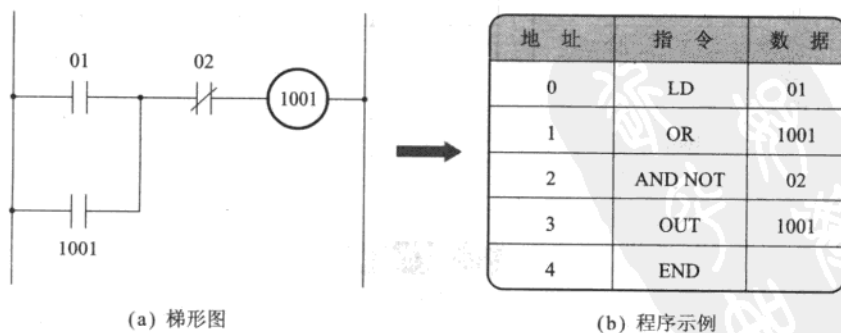 01
02
1001
1001
(a) 梯形图
地 址 指 令 数 据
0 LD 01
1 OR 1001
2 AND NOT 02
3 OUT 1001
4 END
(b) 程序示例